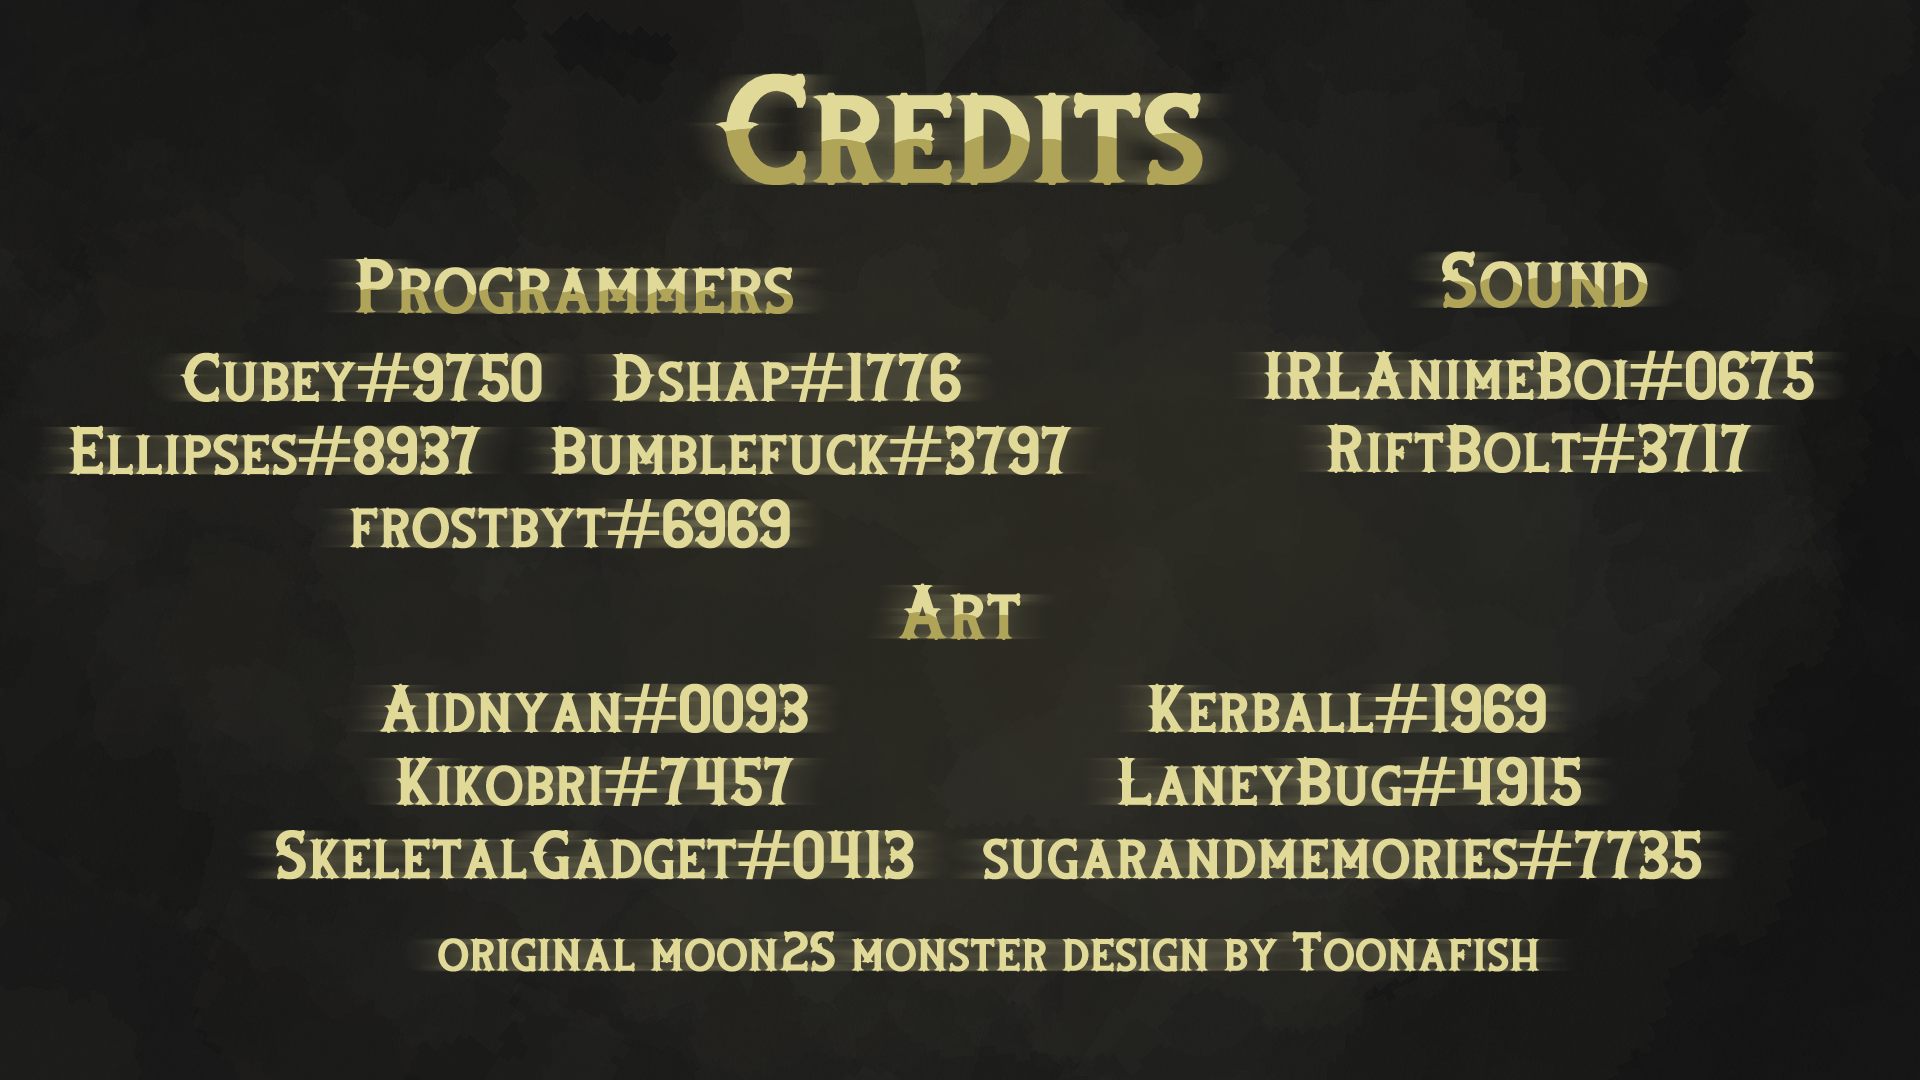 Credits
Programmers
Cubey#9750 Dshap#1776
Ellipses#8937 Bumblefuck#3797
frostbyt#6969
Sound
IRLAnimeBoi#0675
RiftBolt#3717
Art
Aidnyan#0093 Kerball#1969
Kikobri#7457 LaneyBug#4915
SkeletalGadget#0413 sugarandmemories#7735
original moon2S monster design by Toonafish